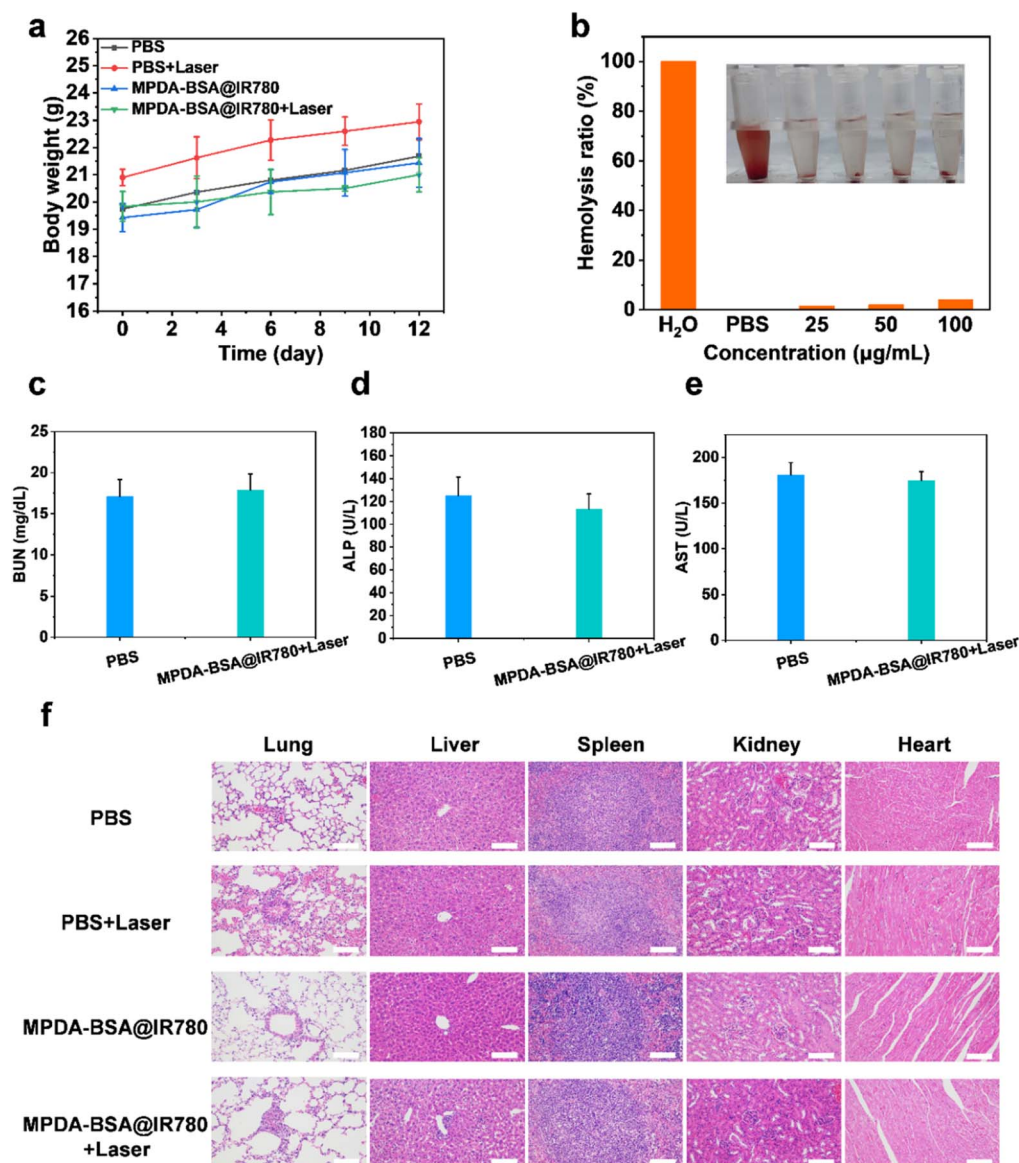 a
26
25
24
23
22
21
20
19
18
17
16
Body weight (g)
PBS
PBS+Laser
MPDA-BSA@IR780
MPDA-BSA@IR780+Laser
0 2 4 6 8 10 12
Time (day)
b
100
80
60
40
20
0
Hemolysis ratio (%)
H₂O PBS 25 50 100
Concentration (μg/mL)
c
25
20
15
10
5
0
BUN (mg/dL)
PBS
MPDA-BSA@IR780+Laser
d
180
160
140
120
100
80
60
40
20
0
ALP (U/L)
PBS
MPDA-BSA@IR780+Laser
e
200
150
100
50
0
AST (U/L)
PBS
MPDA-BSA@IR780+Laser
f
Lung Liver Spleen Kidney Heart
PBS
PBS+Laser
MPDA-BSA@IR780
MPDA-BSA@IR780
+Laser